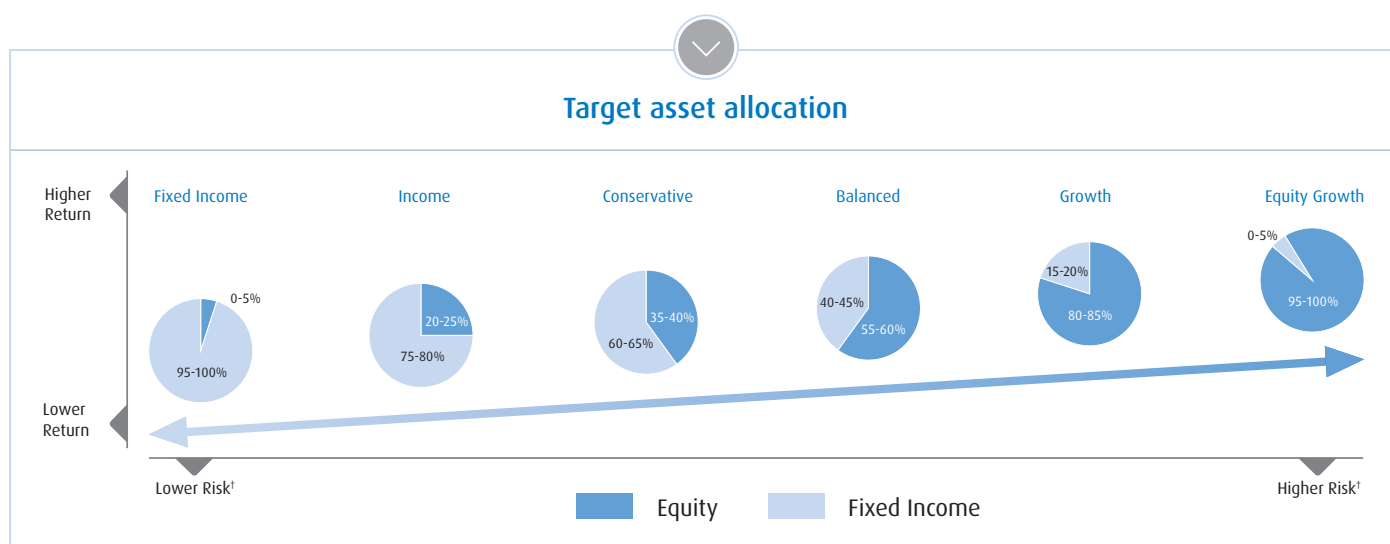 Target asset allocation
Higher
Return
Fixed Income
Income
Conservative
Balanced
Growth
Equity Growth
0-5%
95-100%
20-25%
75-80%
35-40%
60-65%
40-45%
55-60%
15-20%
80-85%
0-5%
95-100%
Lower
Return
Lower Risk†
Higher Risk†
Equity
Fixed Income